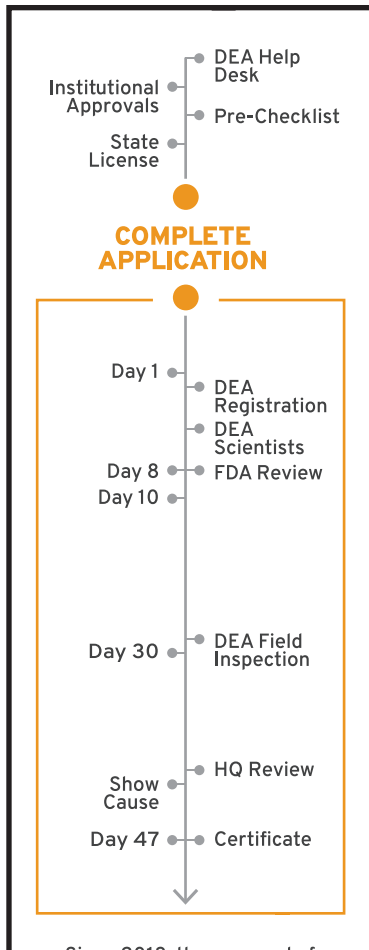 DEA Help
Desk
Institutional
Approvals
Pre-Checklist
State
License
COMPLETE
APPLICATION
Day 1
DEA
Registration
DEA
Scientists
Day 8
FDA Review
Day 10
DEA Field
Inspection
Day 30
HQ Review
Show
Cause
Day 47
Certificate